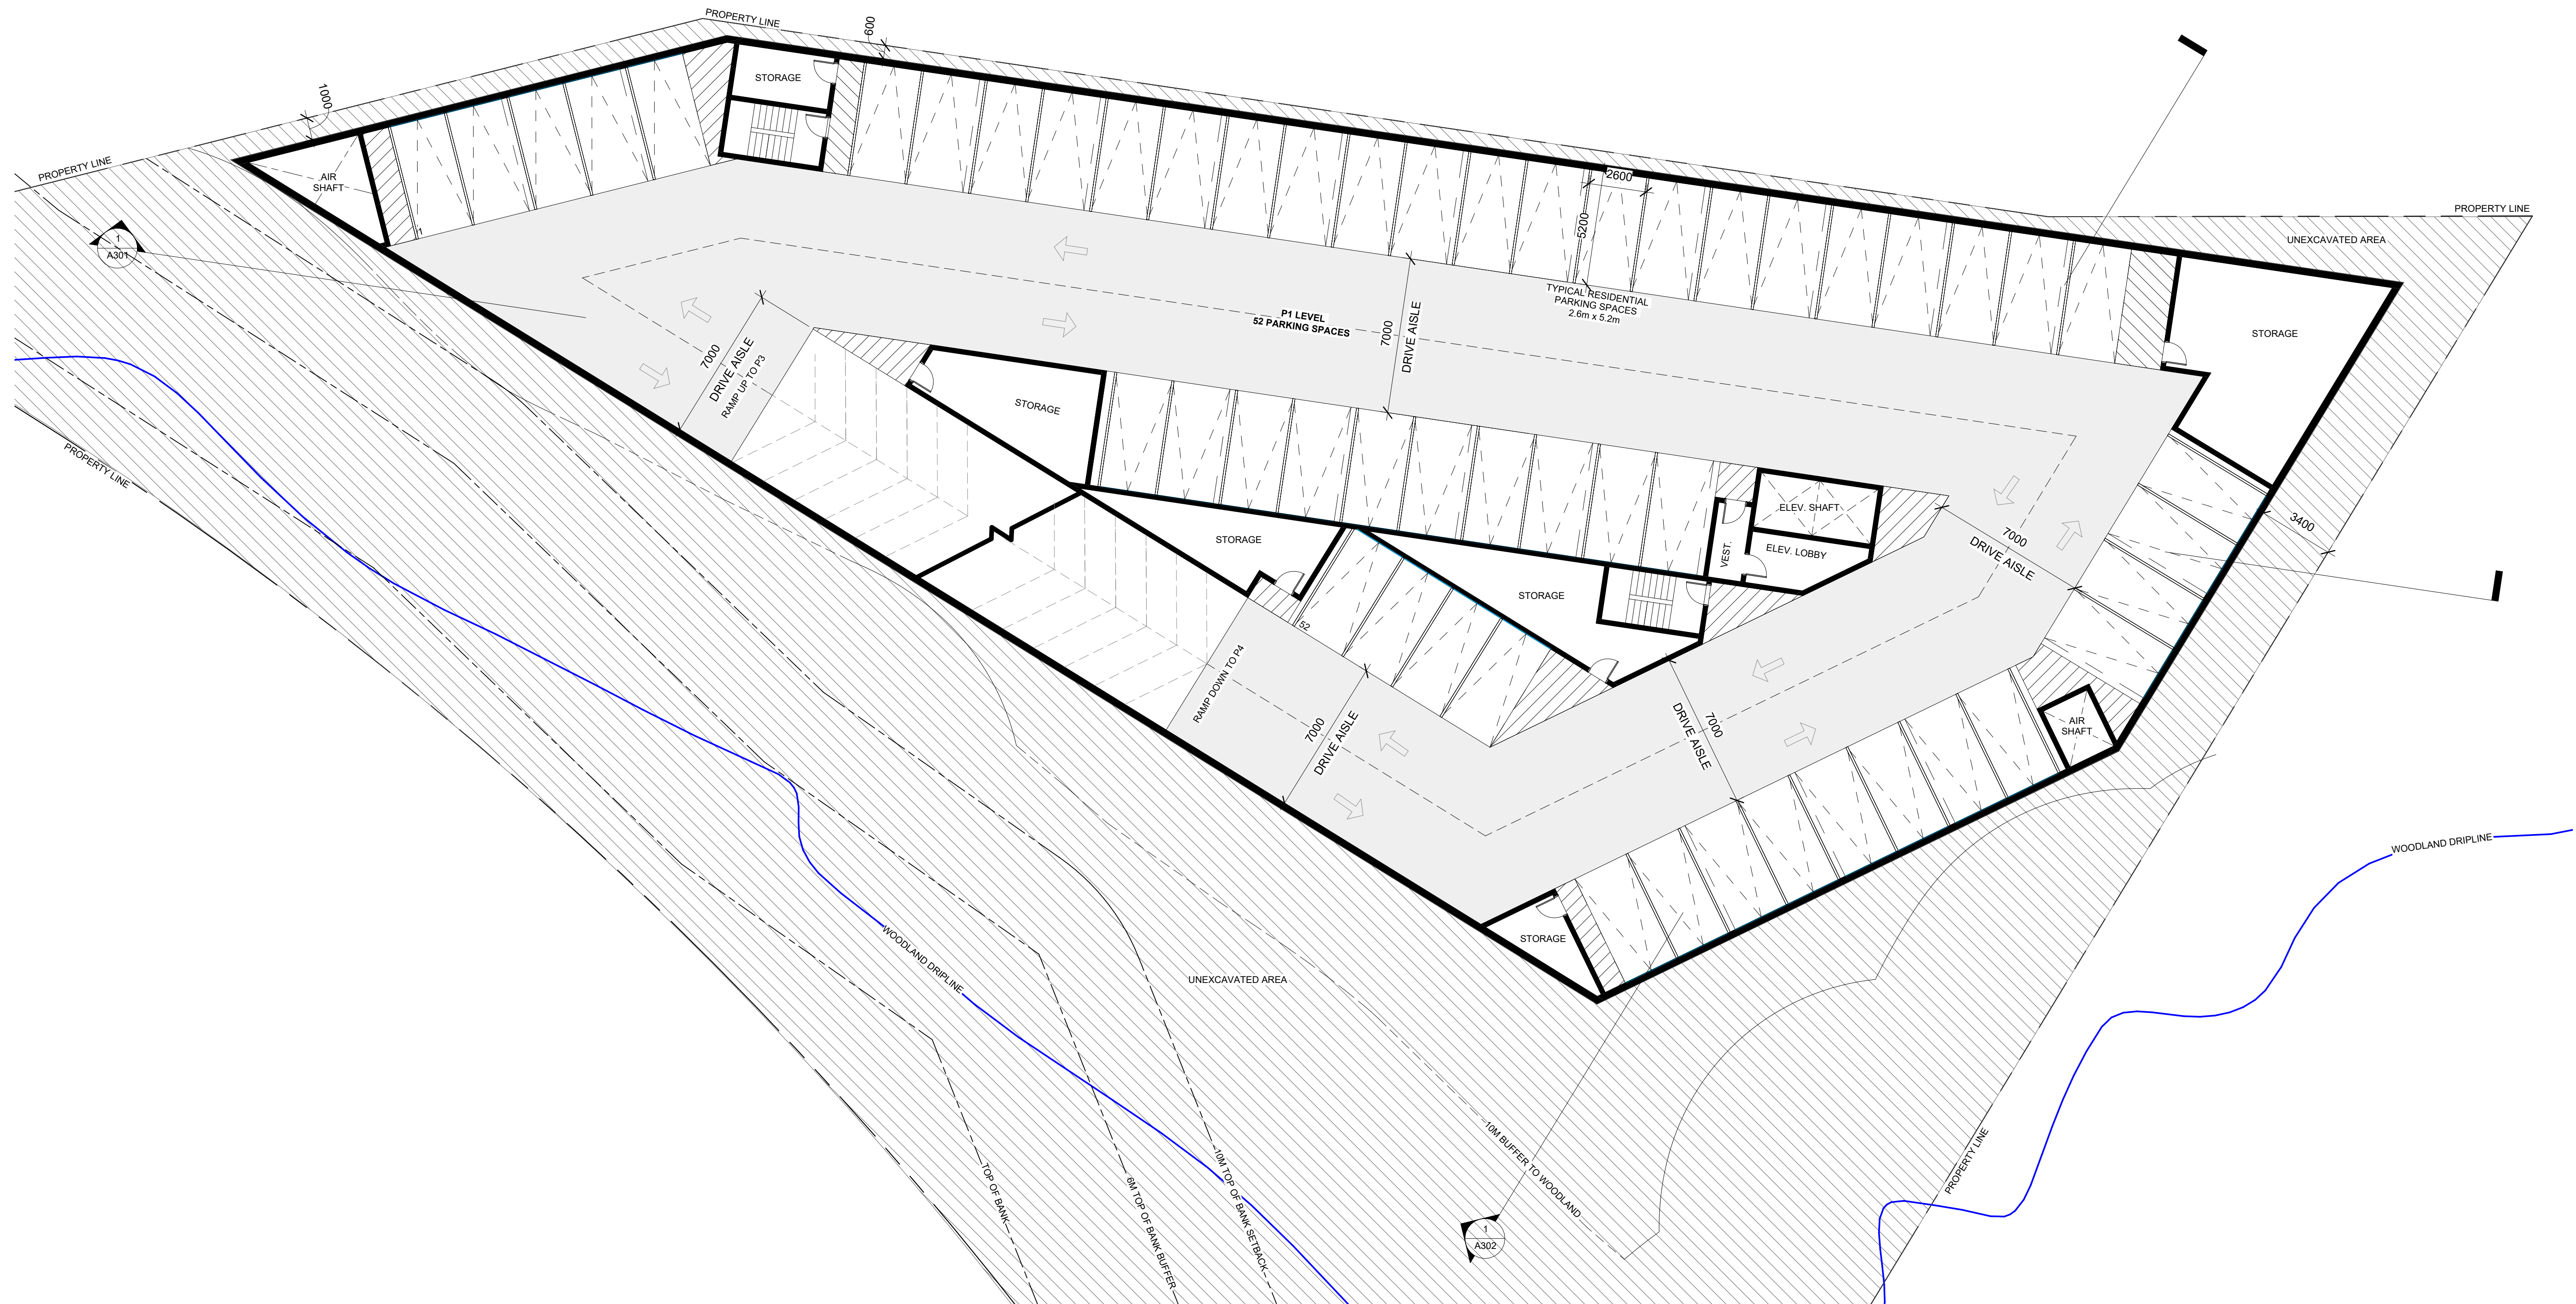 PROPERTY LINE
600
1000
STORAGE
PROPERTY LINE
AIR
SHAFT
1
A301
1
2600
5200
PROPERTY LINE
UNEXCAVATED AREA
TYPICAL RESIDENTIAL
PARKING SPACES
2.6m x 5.2m
P1 LEVEL
52 PARKING SPACES
7000
DRIVE AISLE
STORAGE
7000
DRIVE AISLE
RAMP UP TO P3
STORAGE
PROPERTY LINE
ELEV. SHAFT
VEST.
ELEV. LOBBY
7000
DRIVE AISLE
3400
STORAGE
STORAGE
52
RAMP DOWN TO P4
7000
DRIVE AISLE
7000
DRIVE AISLE
AIR
SHAFT
WOODLAND DRIPLINE
STORAGE
WOODLAND DRIPLINE
UNEXCAVATED AREA
TOP OF BANK
6M TOP OF BANK BUFFER
10M TOP OF BANK SETBACK
10M BUFFER TO WOODLAND
PROPERTY LINE
1
A302